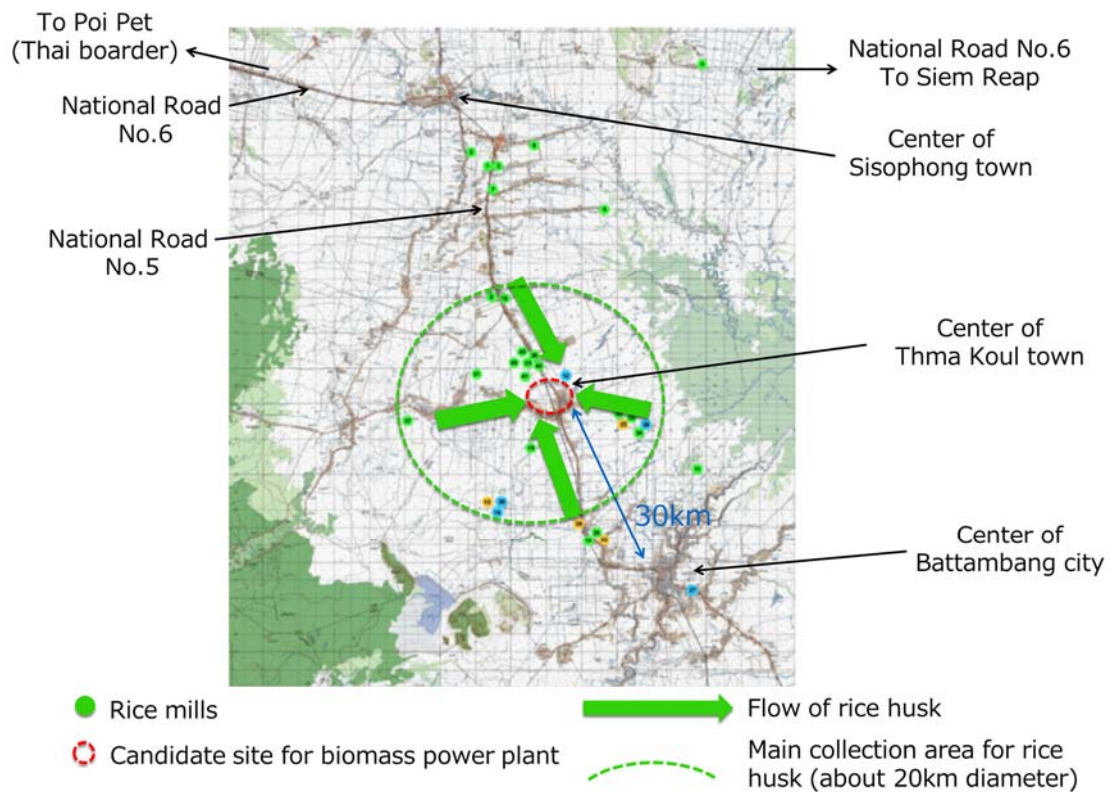 To Poi Pet
(Thai boarder)
National Road
No.6
National Road No.6
To Siem Reap
Center of
Sisophong town
National Road
No.5
Center of
Thma Koul town
30km
Center of
Battambang city
Rice mills
Flow of rice husk
Candidate site for biomass power plant
Main collection area for rice
husk (about 20km diameter)